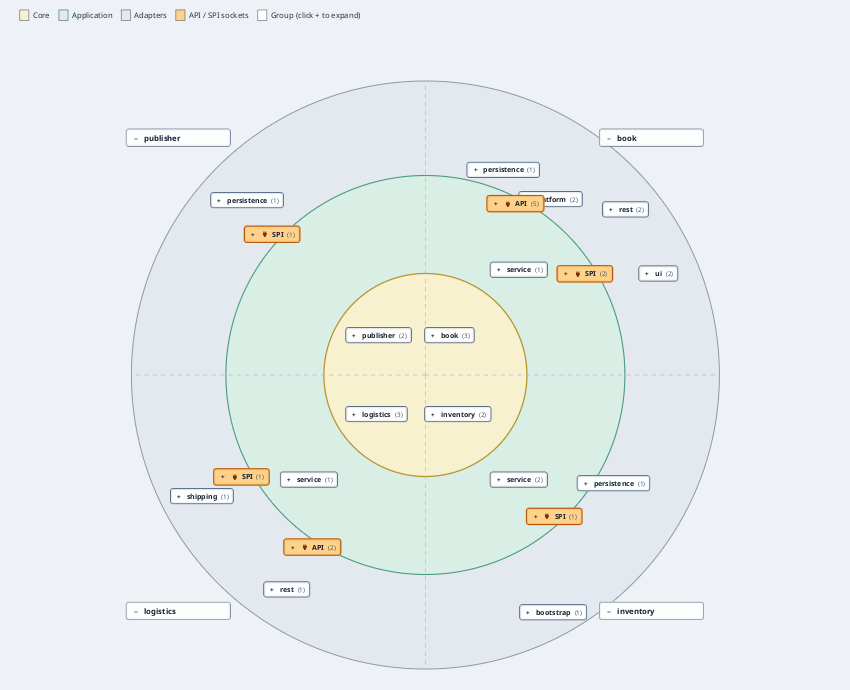 Core Application Adapters API / SPI sockets Group (click + to expand)
− publisher
− book
+ persistence (1)
+ persistence (1)
tform (2)
+ API (5)
+ rest (2)
+ SPI (1)
+ service (1)
+ SPI (2)
+ ui (2)
+ publisher (2)
+ book (3)
+ logistics (3)
+ inventory (2)
+ SPI (1)
+ service (1)
+ service (2)
+ persistence (1)
+ shipping (1)
+ SPI (1)
+ API (2)
+ rest (1)
− logistics
+ bootstrap (1)
− inventory